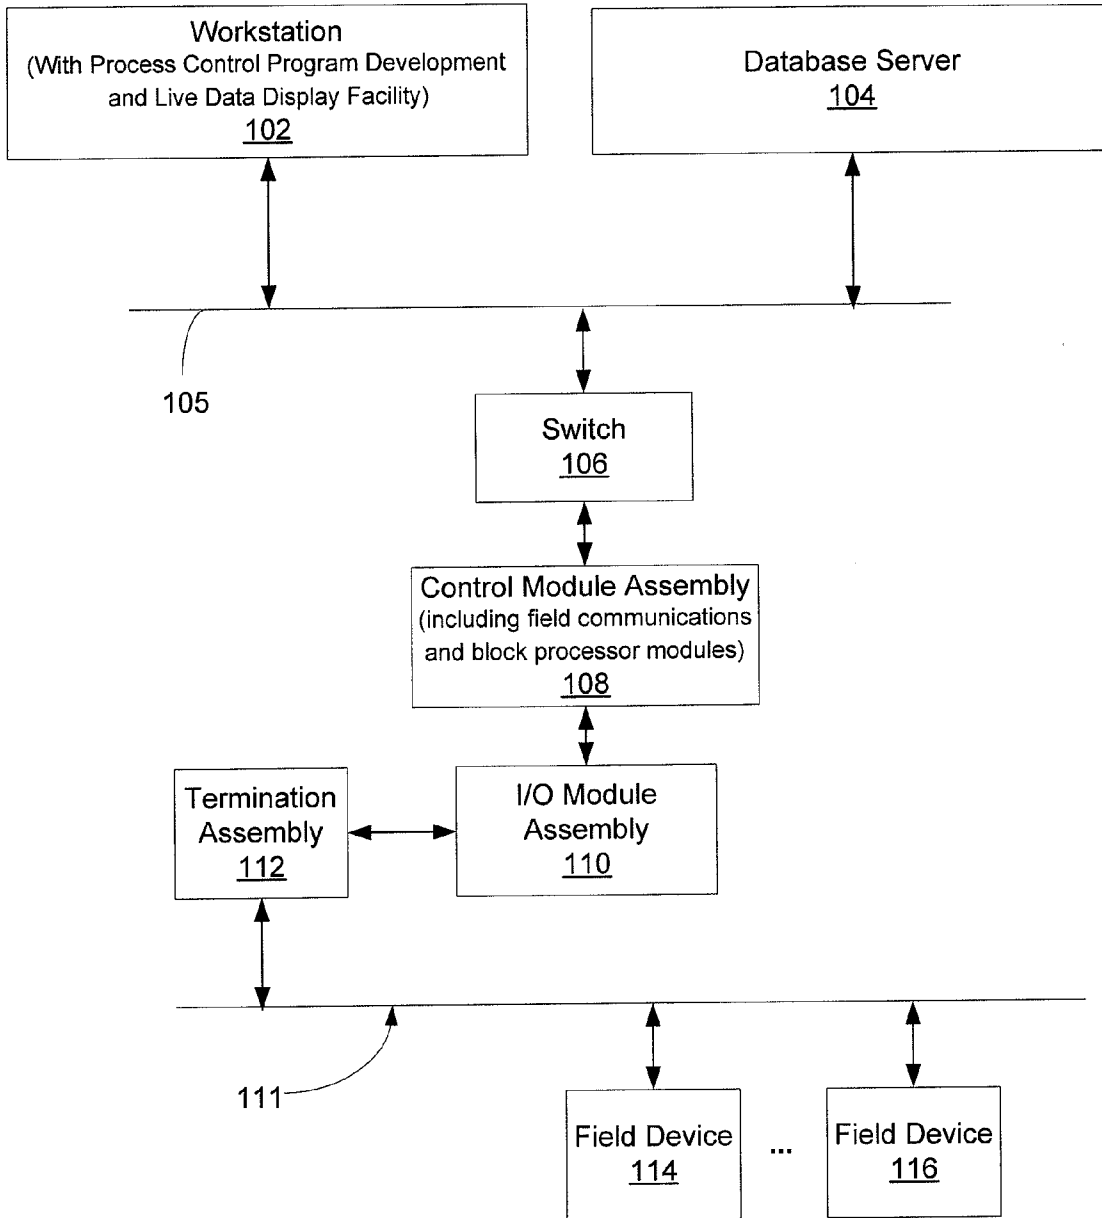 Workstation
(With Process Control Program Development
and Live Data Display Facility)
102
Database Server
104
105
Switch
106
Control Module Assembly
(including field communications
and block processor modules)
108
Termination
Assembly
112
I/O Module
Assembly
110
111
Field Device
114
...
Field Device
116